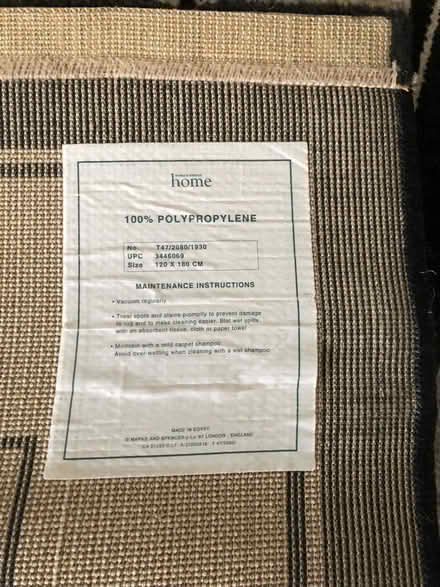 home
100% POLYPROPYLENE
No. T47/2080/1930
UPC 3446069
Size 120 X 180 CM
MAINTENANCE INSTRUCTIONS
• Vacuum regularly
• Treat spots and stains promptly to prevent damage
to rug and to make cleaning easier. Blot wet spills
with an absorbent tissue, cloth or paper towel
• Maintain with a mild carpet shampoo
Avoid over wetting when cleaning with a wet shampoo
MADE IN EGYPT
© MARKS AND SPENCER p.l.c. LONDON - ENGLAND